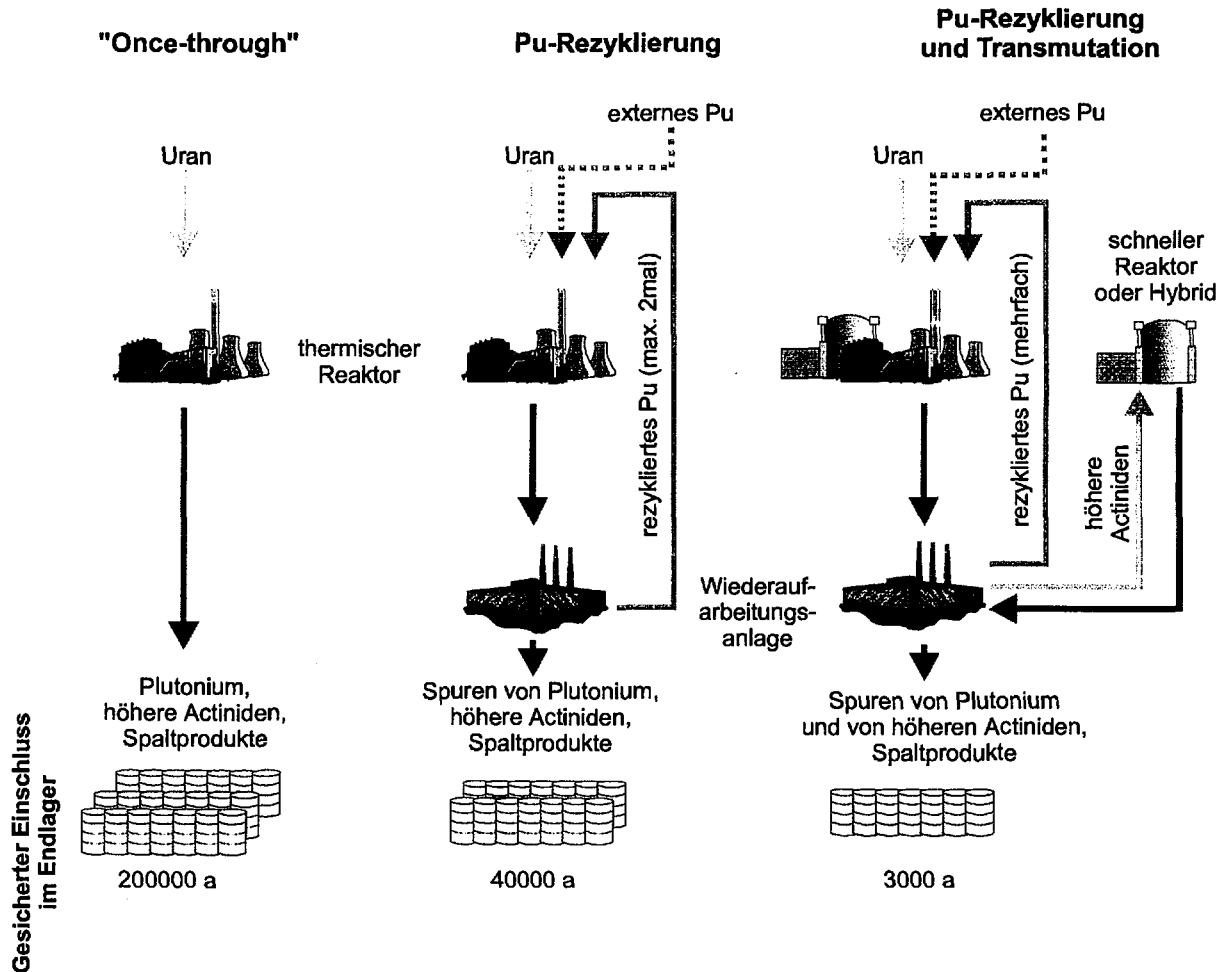 "Once-through"
Pu-Rezyklierung
Pu-Rezyklierung
und Transmutation
externes Pu
externes Pu
Uran
Uran
Uran
schneller
Reaktor
oder Hybrid
thermischer
Reaktor
rezykliertes Pu (max. 2mal)
rezykliertes Pu (mehrfach)
höhere
Actiniden
Wiederauf-
arbeitungs-
anlage
Plutonium,
höhere Actiniden,
Spaltprodukte
Spuren von Plutonium,
höhere Actiniden,
Spaltprodukte
Spuren von Plutonium
und von höheren Actiniden,
Spaltprodukte
Gesicherter Einschluss
im Endlager
200000 a
40000 a
3000 a